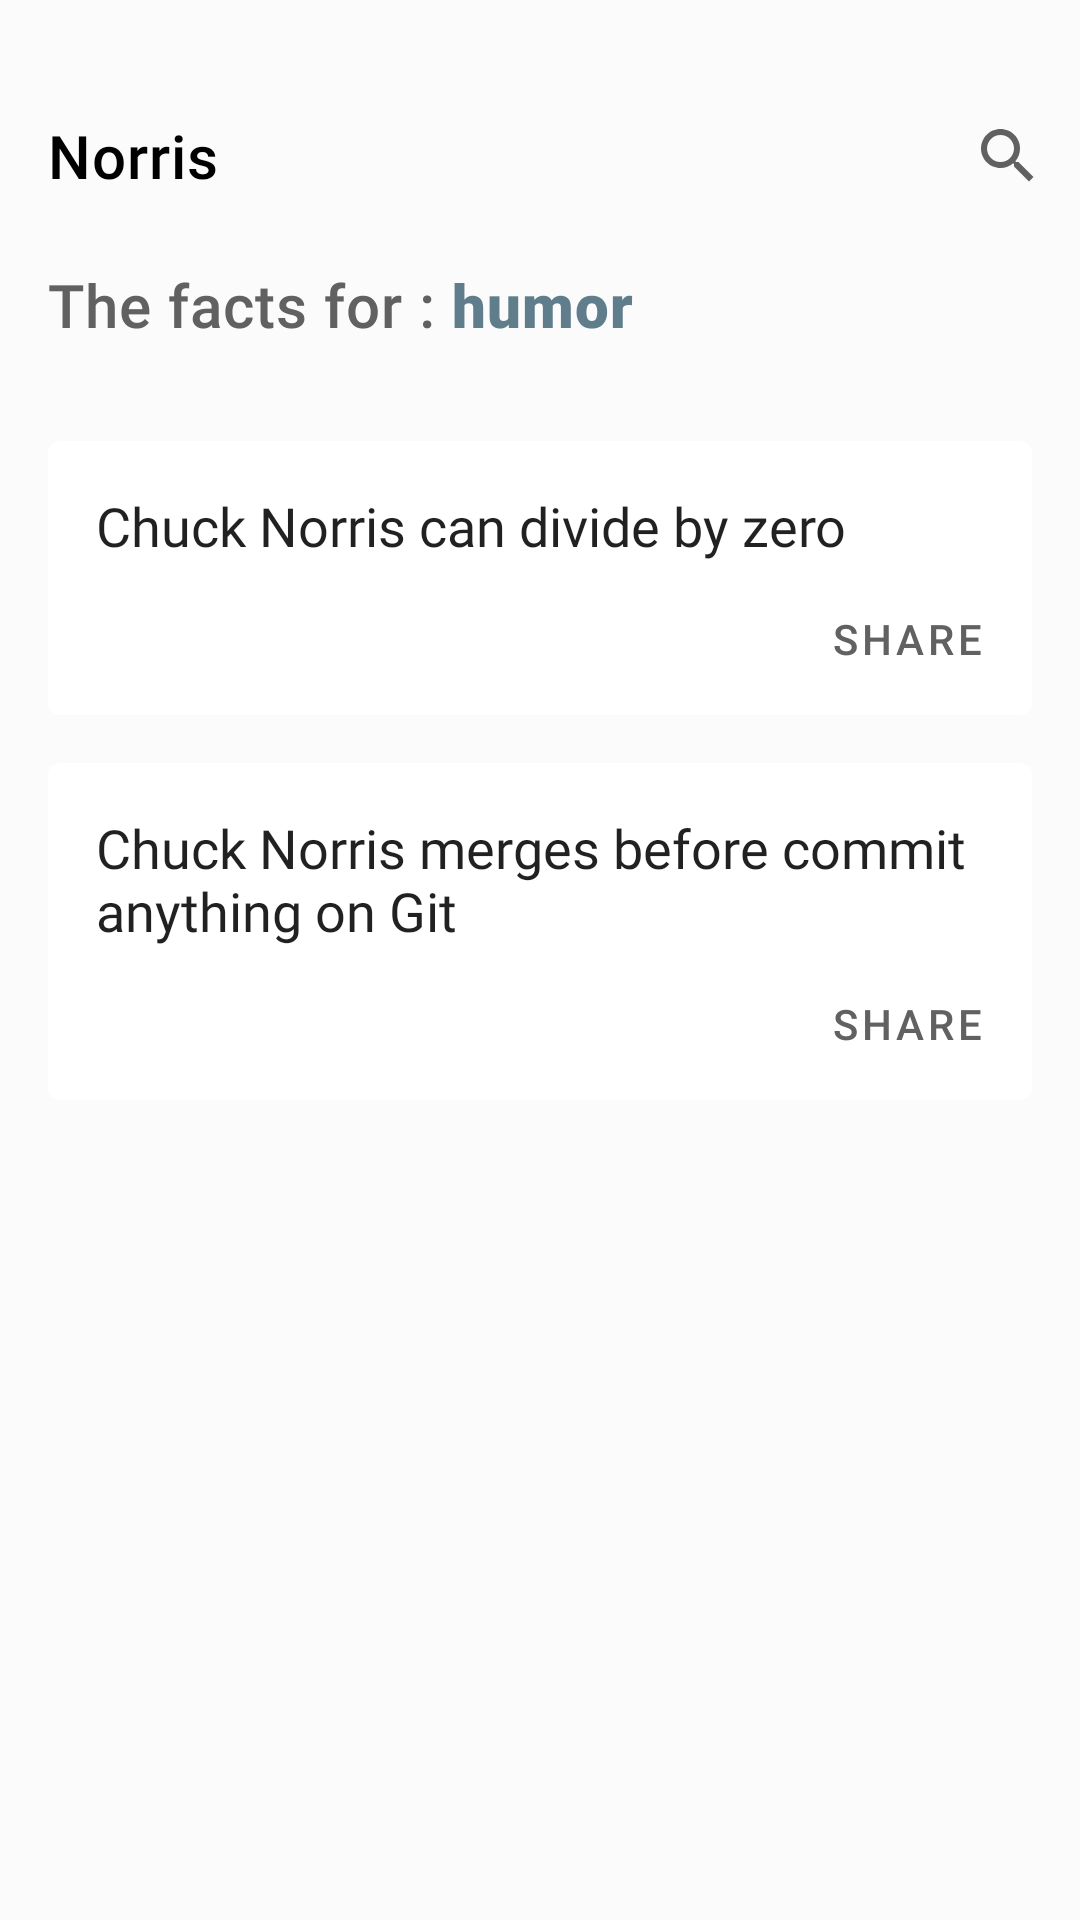 Norris
The facts for : humor
Chuck Norris can divide by zero
SHARE
Chuck Norris merges before commit
anything on Git
SHARE